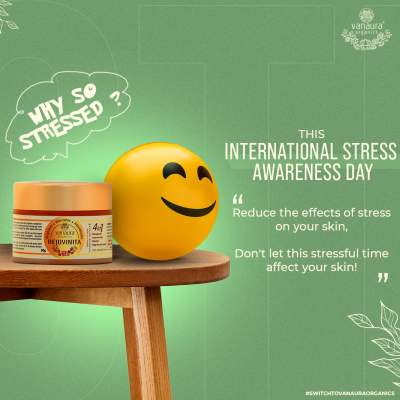 vanaura
organics
WHY SO
STRESSED ?
THIS
INTERNATIONAL STRESS
AWARENESS DAY
“
Reduce the effects of stress
on your skin,
Don't let this stressful time
affect your skin!
”
4in1
vanaura
REJUVINITA
#SWITCHTOVANAURAORGANICS